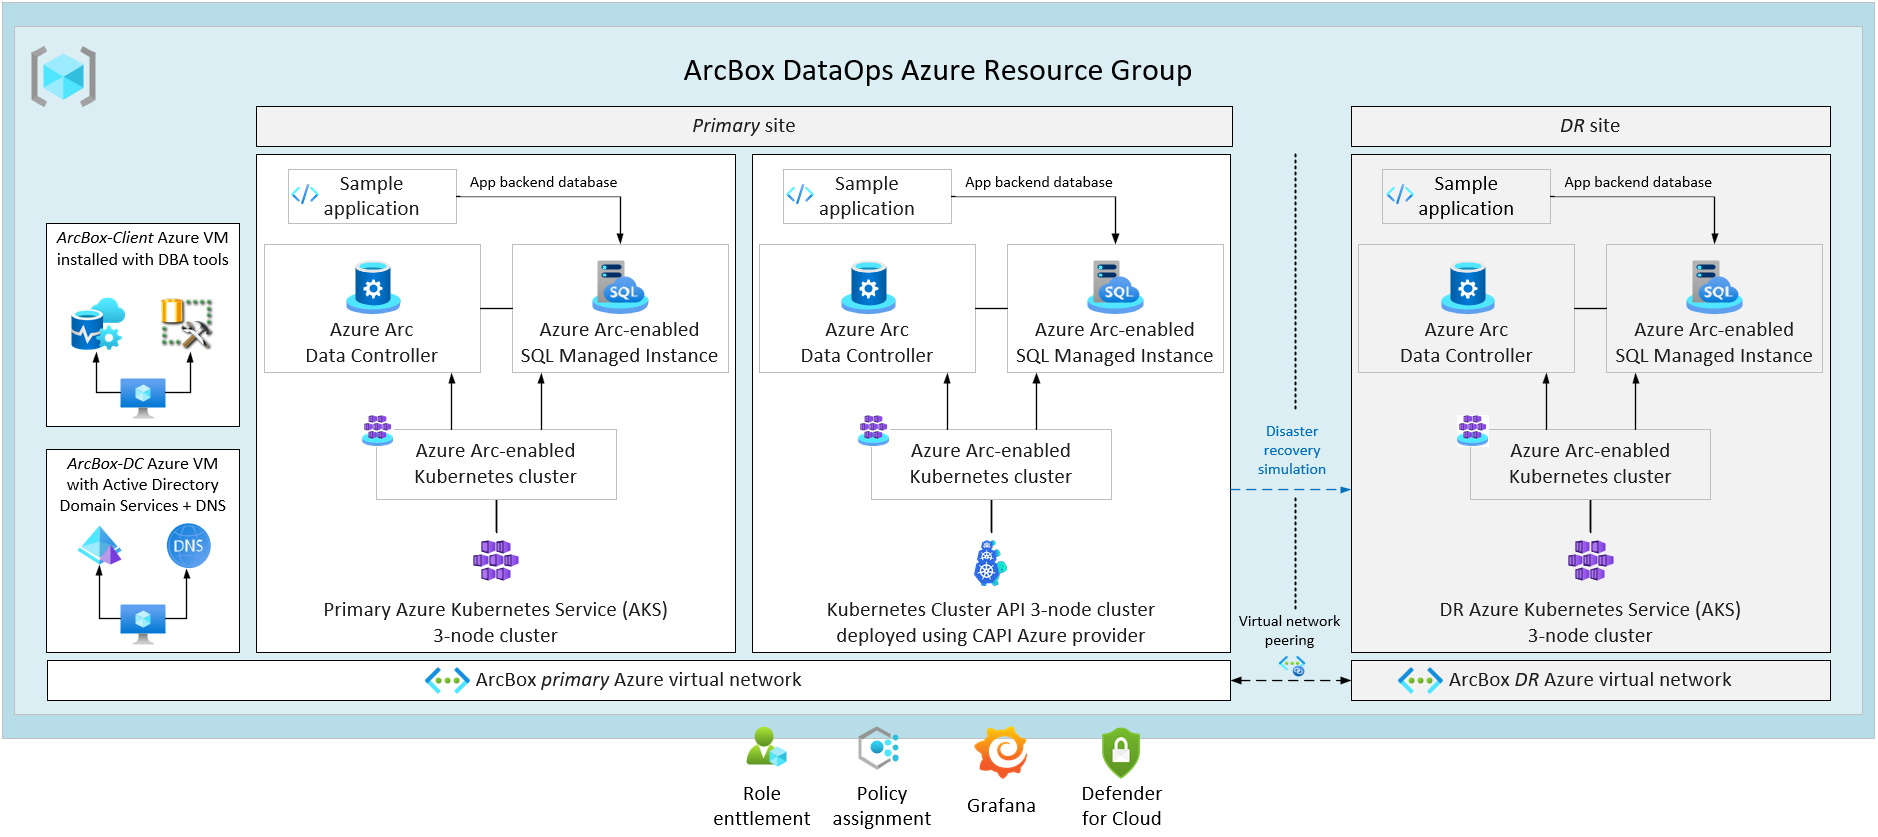 ArcBox DataOps Azure Resource Group
Primary site
DR site
ArcBox-Client Azure VM
installed with DBA tools
ArcBox-DC Azure VM
with Active Directory
Domain Services + DNS
DNS
Sample
application
App backend database
Azure Arc
Data Controller
SQL
Azure Arc-enabled
SQL Managed Instance
Azure Arc-enabled
Kubernetes cluster
Primary Azure Kubernetes Service (AKS)
3-node cluster
Sample
application
App backend database
Azure Arc
Data Controller
SQL
Azure Arc-enabled
SQL Managed Instance
Azure Arc-enabled
Kubernetes cluster
Kubernetes Cluster API 3-node cluster
deployed using CAPI Azure provider
Disaster
recovery
simulation
Virtual network
peering
Sample
application
App backend database
Azure Arc
Data Controller
SQL
Azure Arc-enabled
SQL Managed Instance
Azure Arc-enabled
Kubernetes cluster
DR Azure Kubernetes Service (AKS)
3-node cluster
ArcBox primary Azure virtual network
ArcBox DR Azure virtual network
Role
enttlement
Policy
assignment
Grafana
Defender
for Cloud